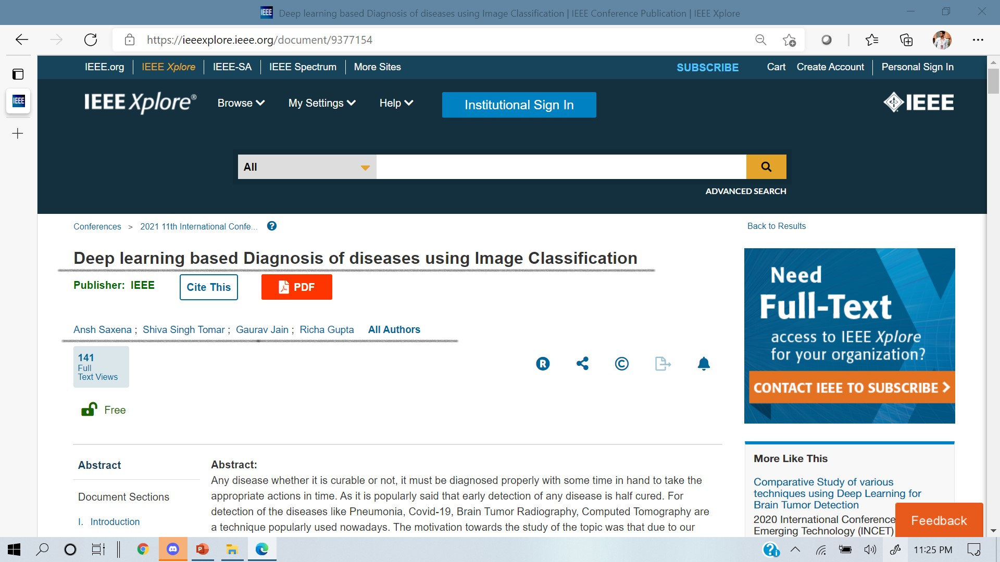 Deep learning based Diagnosis of diseases using Image Classification | IEEE Conference Publication | IEEE Xplore
https://ieeexplore.ieee.org/document/9377154
IEEE.org IEEE Xplore IEEE-SA IEEE Spectrum More Sites SUBSCRIBE Cart Create Account Personal Sign In
IEEE Xplore® Browse My Settings Help Institutional Sign In IEEE
All
ADVANCED SEARCH
Conferences > 2021 11th International Confe... ?
Back to Results
Deep learning based Diagnosis of diseases using Image Classification
Publisher: IEEE Cite This PDF
Ansh Saxena ; Shiva Singh Tomar ; Gaurav Jain ; Richa Gupta All Authors
141
Full
Text Views
R ©
Free
Need
Full-Text
access to IEEE Xplore
for your organization?
CONTACT IEEE TO SUBSCRIBE >
Abstract
Document Sections
I. Introduction
Abstract:
Any disease whether it is curable or not, it must be diagnosed properly with some time in hand to take the
appropriate actions in time. As it is popularly said that early detection of any disease is half cured. For
detection of the diseases like Pneumonia, Covid-19, Brain Tumor Radiography, Computed Tomography are
a technique popularly used nowadays. The motivation towards the study of the topic was that due to our
More Like This
Comparative Study of various
techniques using Deep Learning for
Brain Tumor Detection
2020 International Conference
Emerging Technology (INCET)
Feedback
11:25 PM